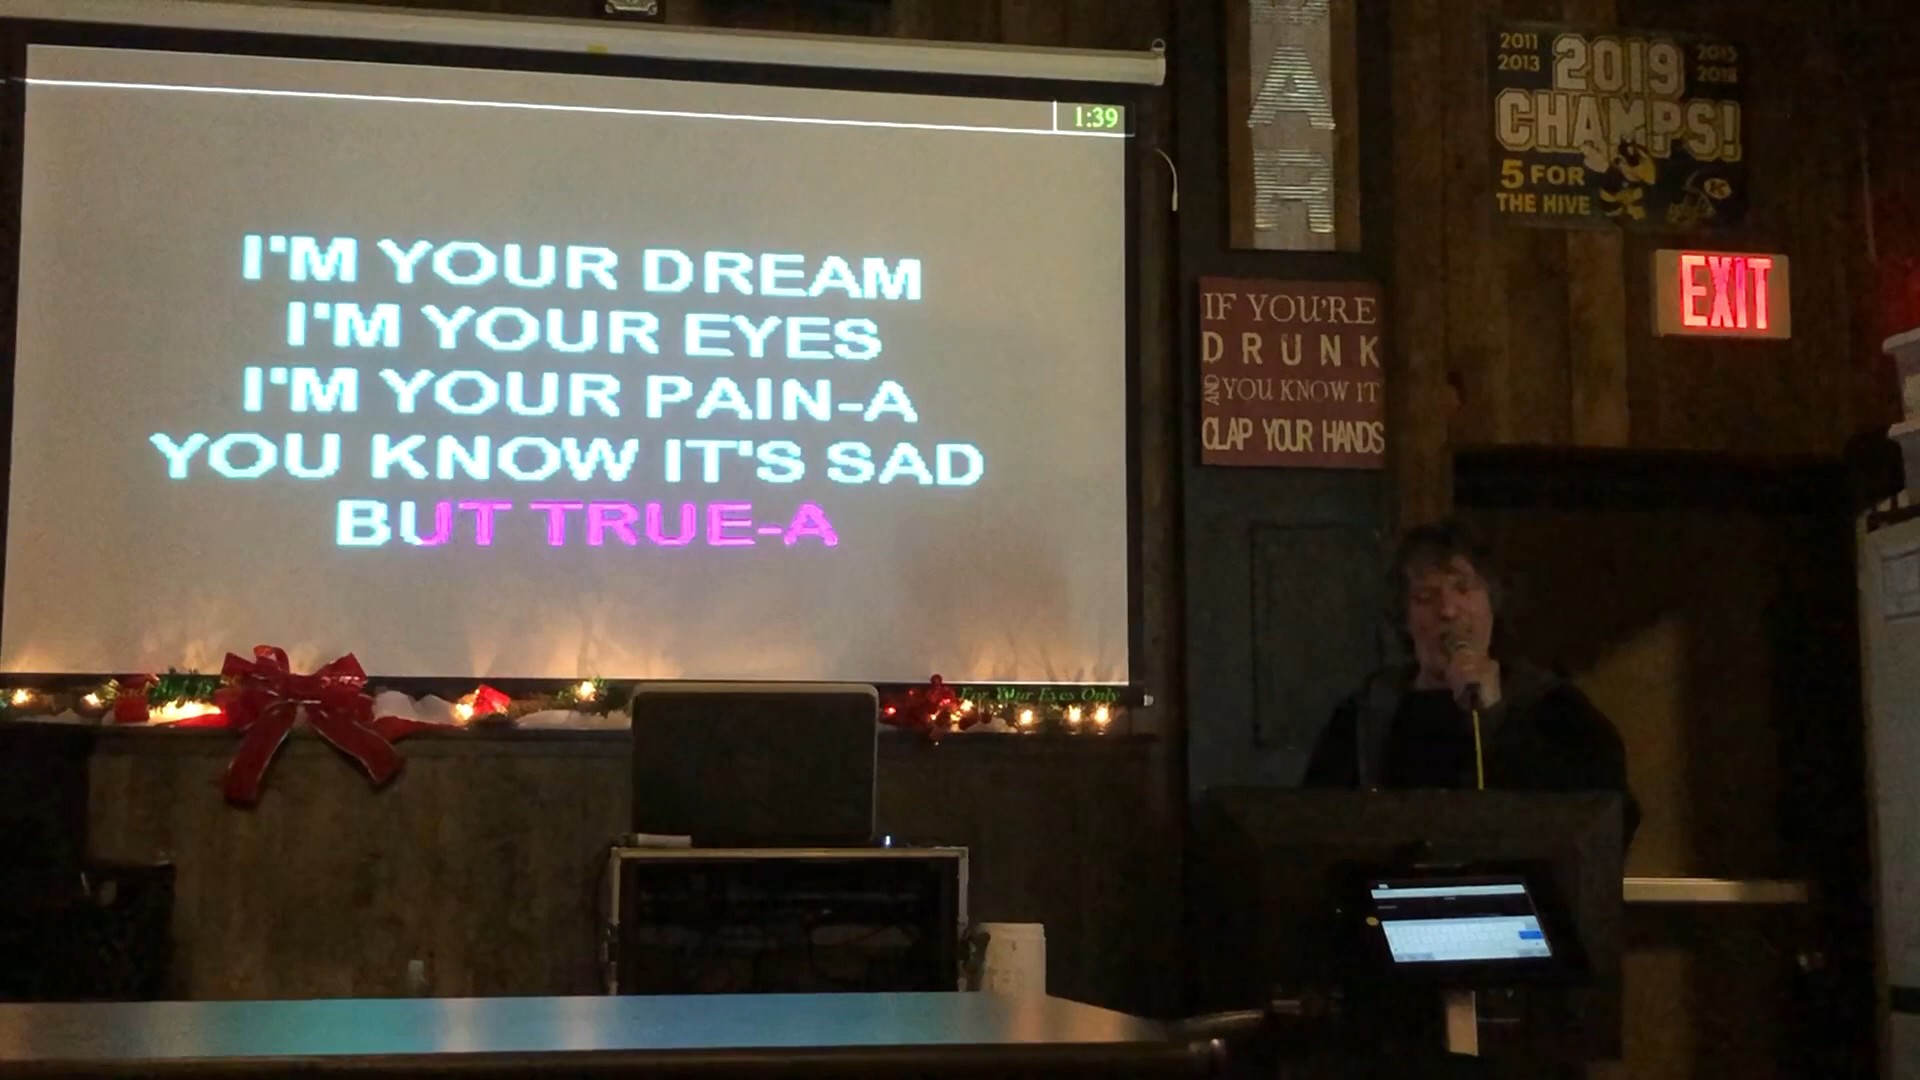 1:39
I'M YOUR DREAM
I'M YOUR EYES
I'M YOUR PAIN-A
YOU KNOW IT'S SAD
BUT TRUE-A
For Your Eyes Only
BAR
IF YOU'RE
DRUNK
AND YOU KNOW IT
CLAP YOUR HANDS
2011
2013
2019
2015
2018
CHAMPS!
5 FOR
THE HIVE
K
EXIT